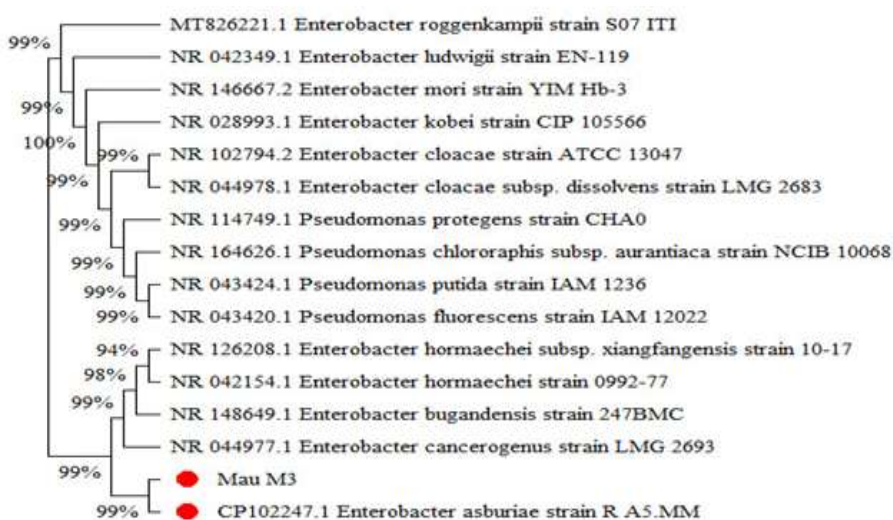 MT826221.1 Enterobacter roggenkampii strain S07 ITI
99%
NR 042349.1 Enterobacter ludwigii strain EN-119
NR 146667.2 Enterobacter mori strain YIM Hb-3
99%
NR 028993.1 Enterobacter kobei strain CIP 105566
100%
99% NR 102794.2 Enterobacter cloacae strain ATCC 13047
99%
NR 044978.1 Enterobacter cloacae subsp. dissolvens strain LMG 2683
99% NR 114749.1 Pseudomonas protegens strain CHA0
NR 164626.1 Pseudomonas chlororaphis subsp. aurantiaca strain NCIB 10068
99%
NR 043424.1 Pseudomonas putida strain IAM 1236
99%
99% NR 043420.1 Pseudomonas fluorescens strain IAM 12022
94% NR 126208.1 Enterobacter hormaechei subsp. xiangfangensis strain 10-17
98% NR 042154.1 Enterobacter hormaechei strain 0992-77
99%
NR 148649.1 Enterobacter bugandensis strain 247BMC
NR 044977.1 Enterobacter cancerogenus strain LMG 2693
99% Mau M3
99% CP102247.1 Enterobacter asburiae strain R A5.MM